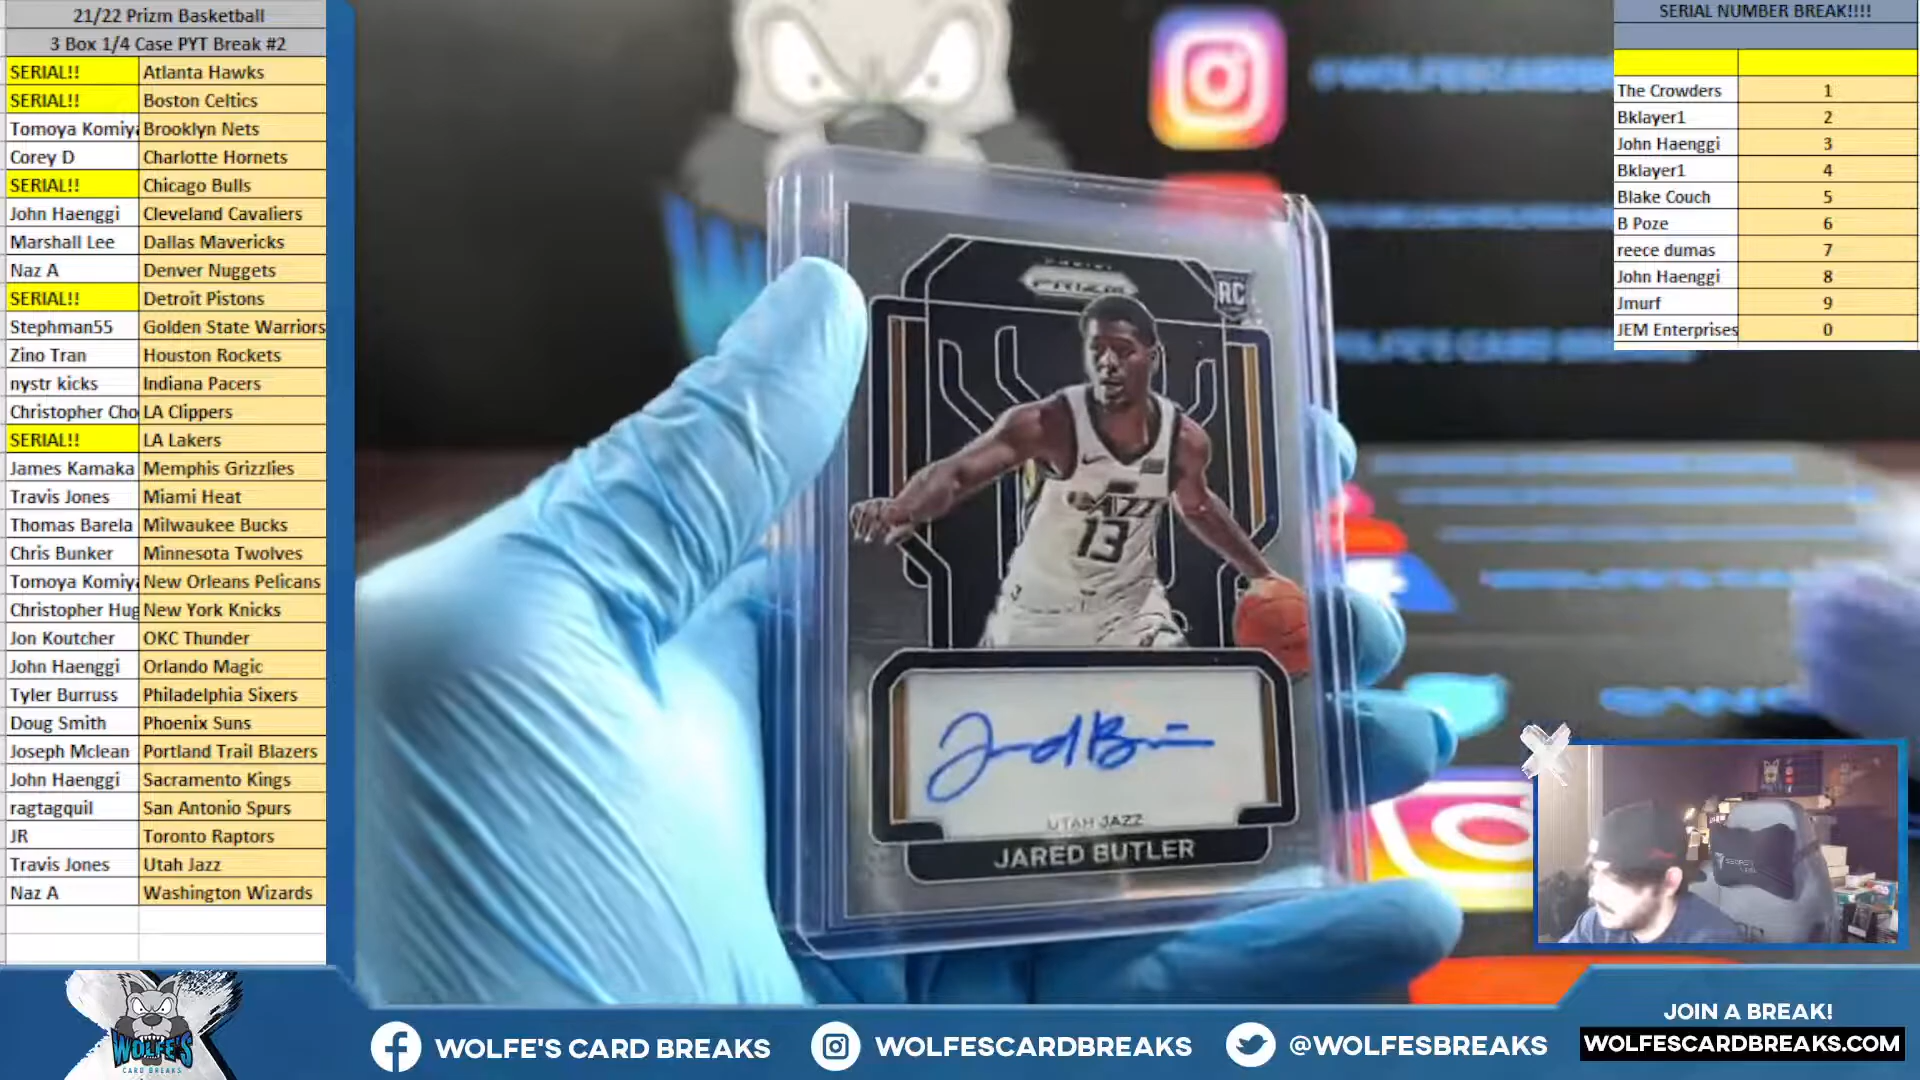 21/22 Prizm Basketball
3 Box 1/4 Case PYT Break #2
SERIAL!! Atlanta Hawks
SERIAL!! Boston Celtics
Tomoya Komiya Brooklyn Nets
Corey D Charlotte Hornets
SERIAL!! Chicago Bulls
John Haenggi Cleveland Cavaliers
Marshall Lee Dallas Mavericks
Naz A Denver Nuggets
SERIAL!! Detroit Pistons
Stephman55 Golden State Warriors
Zino Tran Houston Rockets
nystr kicks Indiana Pacers
Christopher Cho LA Clippers
SERIAL!! LA Lakers
James Kamaka Memphis Grizzlies
Travis Jones Miami Heat
Thomas Barela Milwaukee Bucks
Chris Bunker Minnesota Twolves
Tomoya Komiya New Orleans Pelicans
Christopher Hug New York Knicks
Jon Koutcher OKC Thunder
John Haenggi Orlando Magic
Tyler Burruss Philadelphia Sixers
Doug Smith Phoenix Suns
Joseph Mclean Portland Trail Blazers
John Haenggi Sacramento Kings
ragtagquil San Antonio Spurs
JR Toronto Raptors
Travis Jones Utah Jazz
Naz A Washington Wizards
PANINI
PRIZM
RC
JAZZ
13
UTAH JAZZ
JARED BUTLER
SERIAL NUMBER BREAK!!!!
The Crowders 1
Bklayer1 2
John Haenggi 3
Bklayer1 4
Blake Couch 5
B Poze 6
reece dumas 7
John Haenggi 8
Jmurf 9
JEM Enterprises 0
WOLFE'S
CARD BREAKS
WOLFE'S CARD BREAKS
WOLFESCARDBREAKS
@WOLFESBREAKS
JOIN A BREAK!
WOLFESCARDBREAKS.COM